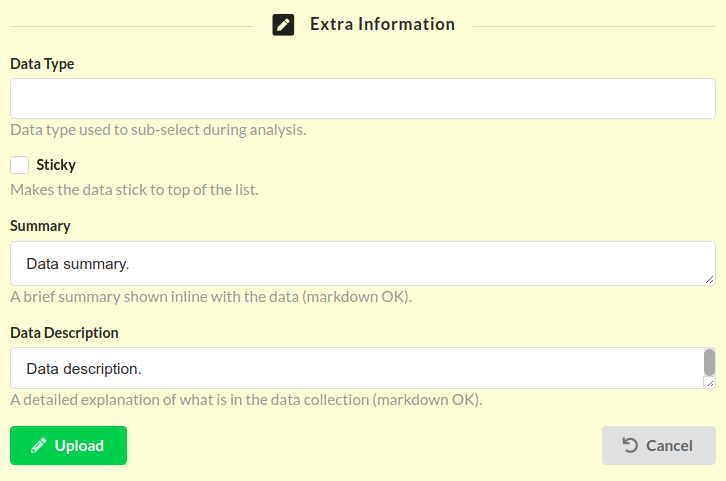 Extra Information
Data Type
Data type used to sub-select during analysis.
Sticky
Makes the data stick to top of the list.
Summary
Data summary.
A brief summary shown inline with the data (markdown OK).
Data Description
Data description.
A detailed explanation of what is in the data collection (markdown OK).
Upload
Cancel